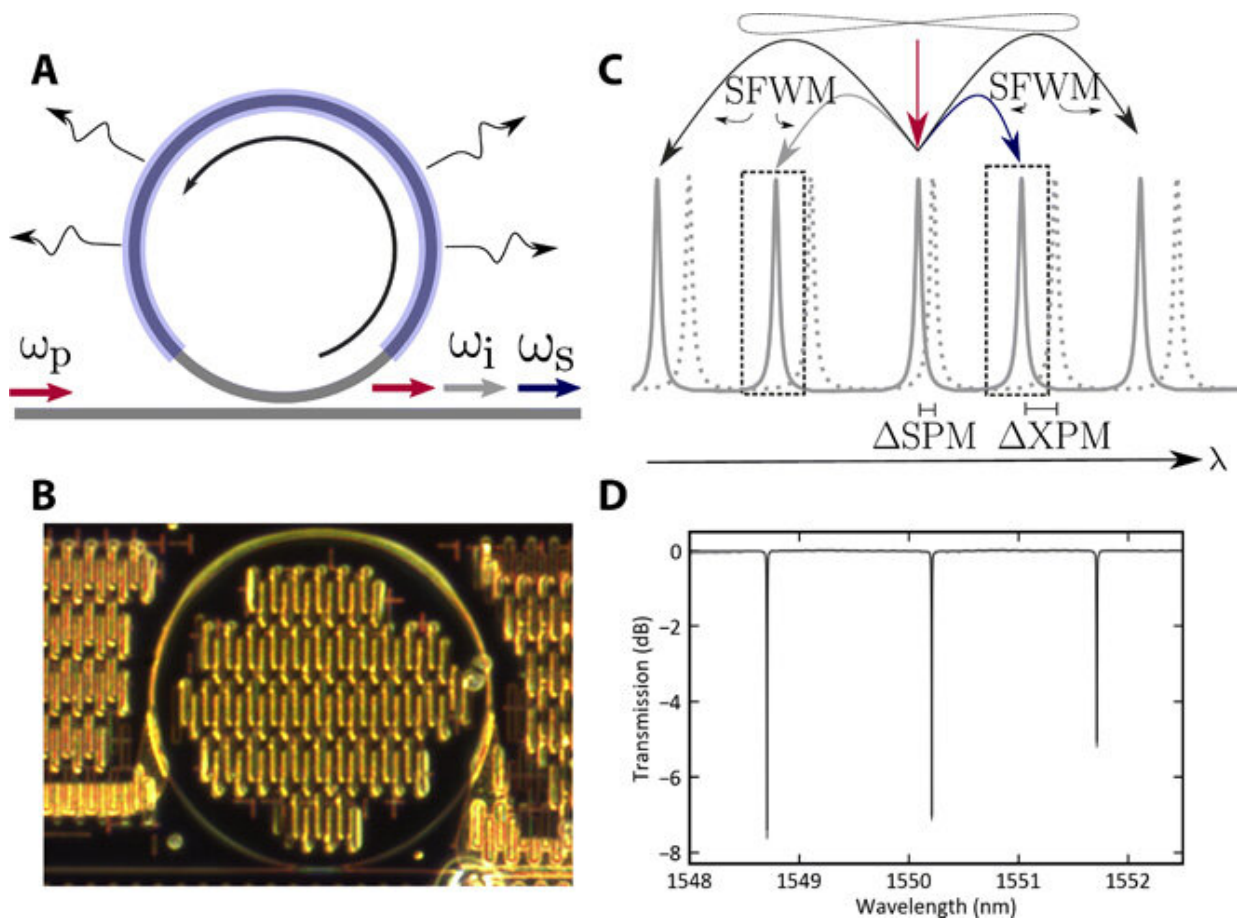 A
ωp
ωi ωs
B
C
SFWM SFWM
ΔSPM ΔXPM
λ
D
Transmission (dB)
0
−2
−4
−6
−8
1548 1549 1550 1551 1552
Wavelength (nm)